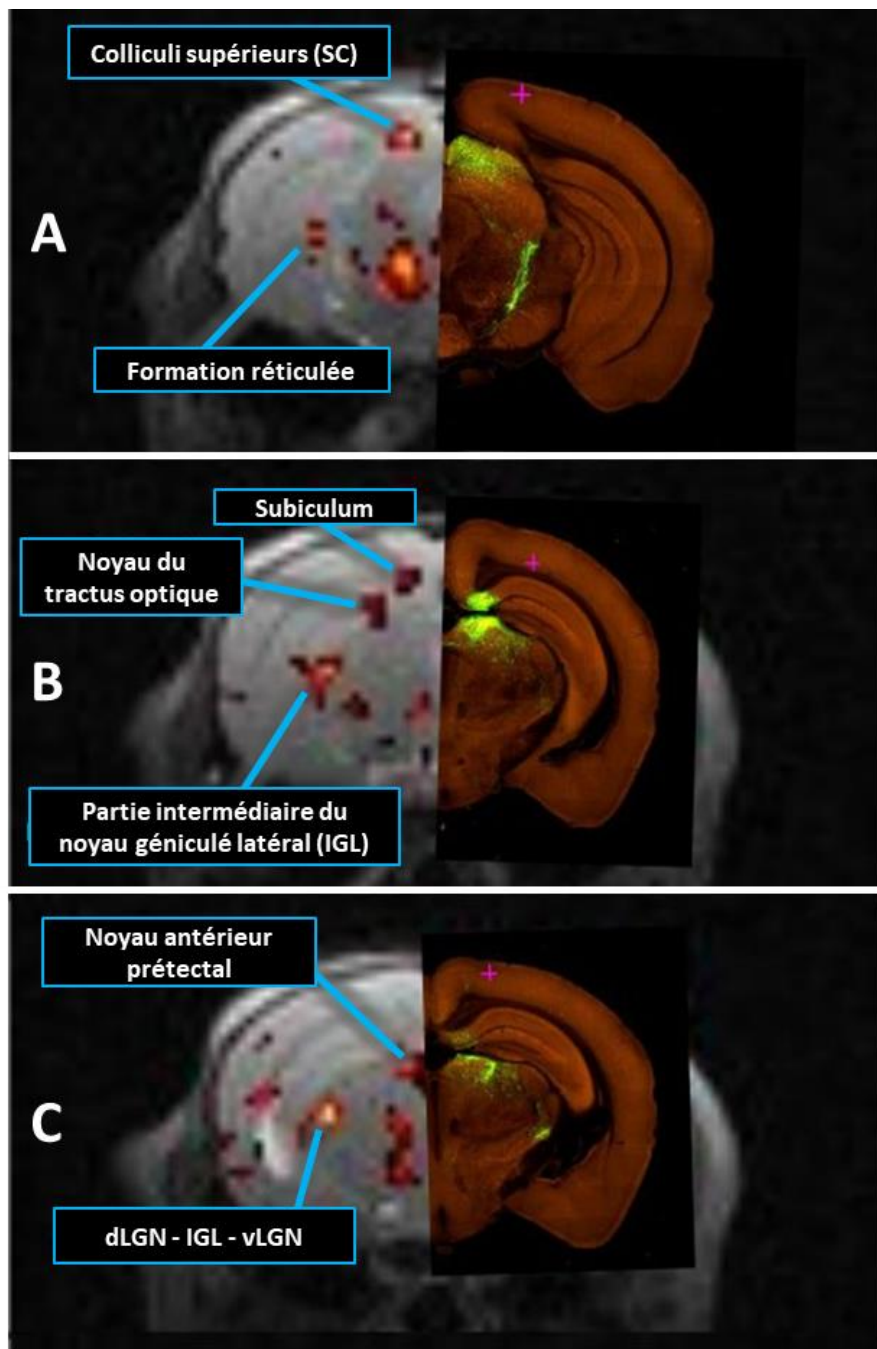 Colliculi supérieurs (SC)
A
Formation réticulée
Subiculum
Noyau du
tractus optique
B
Partie intermédiaire du
noyau géniculé latéral (IGL)
Noyau antérieur
prétectal
C
dLGN - IGL - vLGN